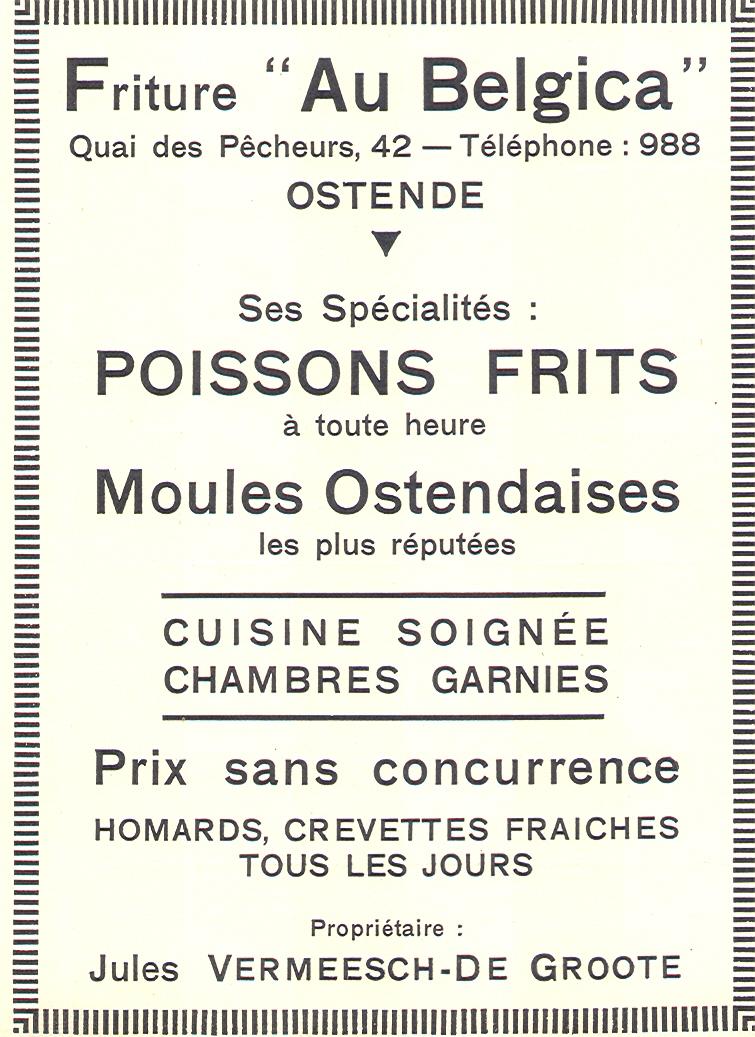 Friture “Au Belgica”
Quai des Pêcheurs, 42 — Téléphone : 988
OSTENDE
Ses Spécialités :
POISSONS FRITS
à toute heure
Moules Ostendaises
les plus réputées
CUISINE SOIGNÉE
CHAMBRES GARNIES
Prix sans concurrence
HOMARDS, CREVETTES FRAICHES
TOUS LES JOURS
Propriétaire :
Jules VERMEESCH-DE GROOTE